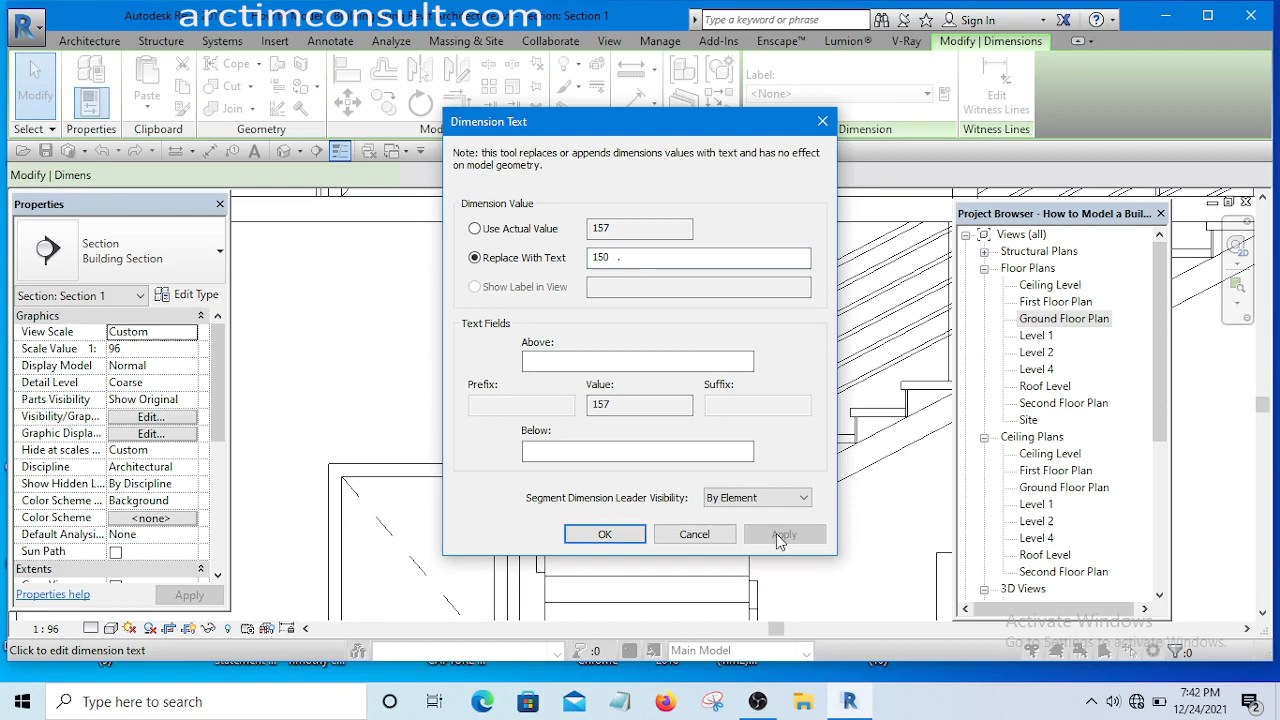 arctimconsult.com
Autodesk Revit
Section: Section 1
Type a keyword or phrase
Sign In
Architecture
Structure
Systems
Insert
Annotate
Analyze
Massing & Site
Collaborate
View
Manage
Add-Ins
Enscape™
Lumion®
V-Ray
Modify | Dimensions
Modify
Paste
Cope
Cut
Join
Label:
<None>
Edit
Witness Lines
Select
Properties
Clipboard
Geometry
Dimension
Witness Lines
Modify | Dimens
Properties
Section
Building Section
Section: Section 1
Edit Type
Graphics
View Scale Custom
Scale Value 1: 96
Display Model Normal
Detail Level Coarse
Parts Visibility Show Original
Visibility/Grap... Edit...
Graphic Displa... Edit...
Hide at scales ... Custom
Discipline Architectural
Show Hidden L... By Discipline
Color Scheme ... Background
Color Scheme <none>
Default Analysi... None
Sun Path
Extents
Properties help
Apply
Dimension Text
Note: this tool replaces or appends dimensions values with text and has no effect
on model geometry.
Dimension Value
Use Actual Value 157
Replace With Text 150 .
Show Label in View
Text Fields
Above:
Prefix:
Value:
Suffix:
157
Below:
Segment Dimension Leader Visibility: By Element
OK
Cancel
Apply
Project Browser - How to Model a Buil...
Views (all)
Structural Plans
Floor Plans
Ceiling Level
First Floor Plan
Ground Floor Plan
Level 1
Level 2
Level 4
Roof Level
Second Floor Plan
Site
Ceiling Plans
Ceiling Level
First Floor Plan
Ground Floor Plan
Level 1
Level 2
Level 4
Roof Level
Second Floor Plan
3D Views
Activate Windows
Go to Settings to activate Windows.
1 : 96
Click to edit dimension text
:0
Main Model
:0
Type here to search
7:42 PM
12/24/2021
2